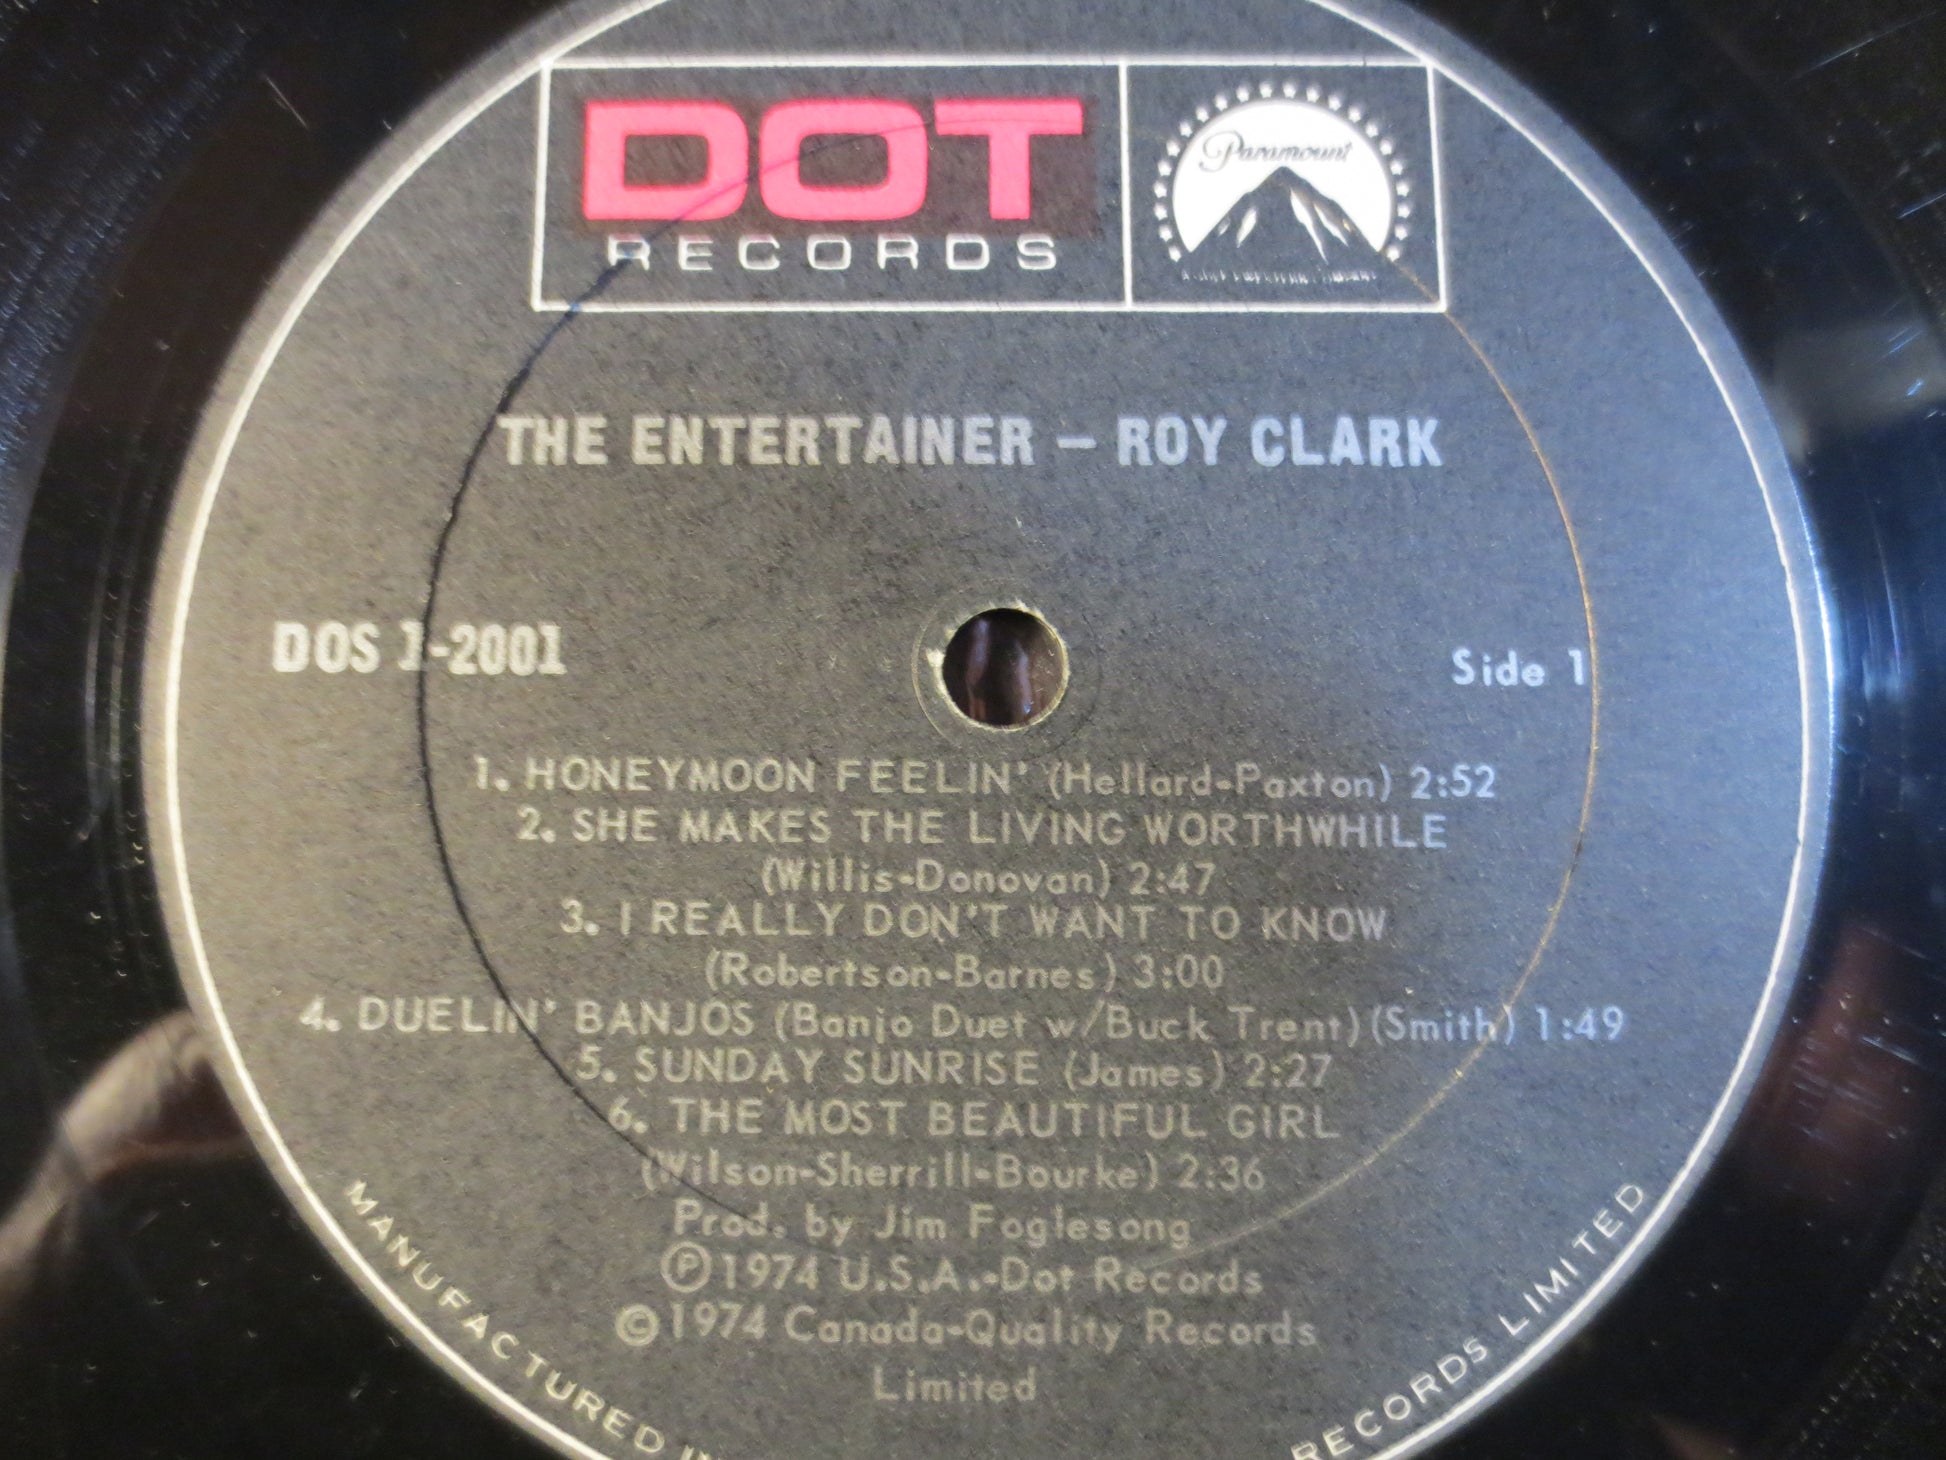 DOT
RECORDS
Paramount
THE ENTERTAINER – ROY CLARK
DOS 1-2001
Side 1
1. HONEYMOON FEELIN' (Hellard-Paxton) 2:52
2. SHE MAKES THE LIVING WORTHWHILE
(Willis-Donovan) 2:47
3. I REALLY DON'T WANT TO KNOW
(Robertson-Barnes) 3:00
4. DUELIN' BANJOS (Banjo Duet w/Buck Trent) (Smith) 1:49
5. SUNDAY SUNRISE (James) 2:27
6. THE MOST BEAUTIFUL GIRL
(Wilson-Sherrill-Bourke) 2:36
Prod. by Jim Foglesong
Ⓟ1974 U.S.A.-Dot Records
©1974 Canada-Quality Records
Limited
MANUFACTURED IN
RECORDS LIMITED